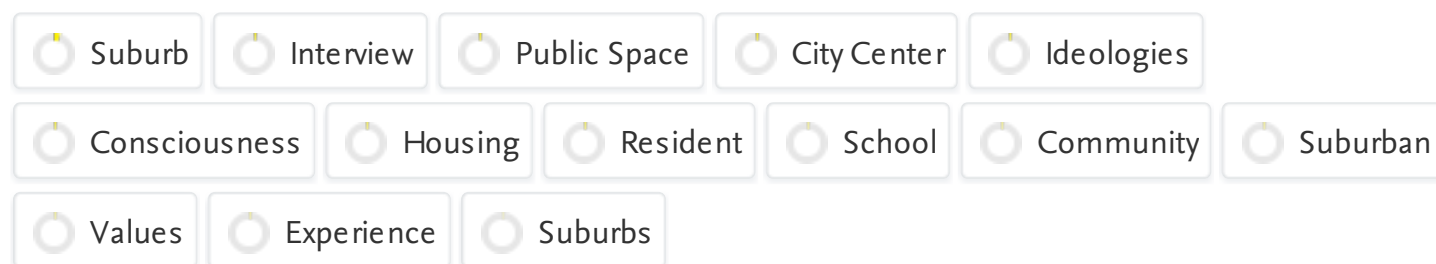 Suburb Interview Public Space City Center Ideologies
Consciousness Housing Resident School Community Suburban
Values Experience Suburbs